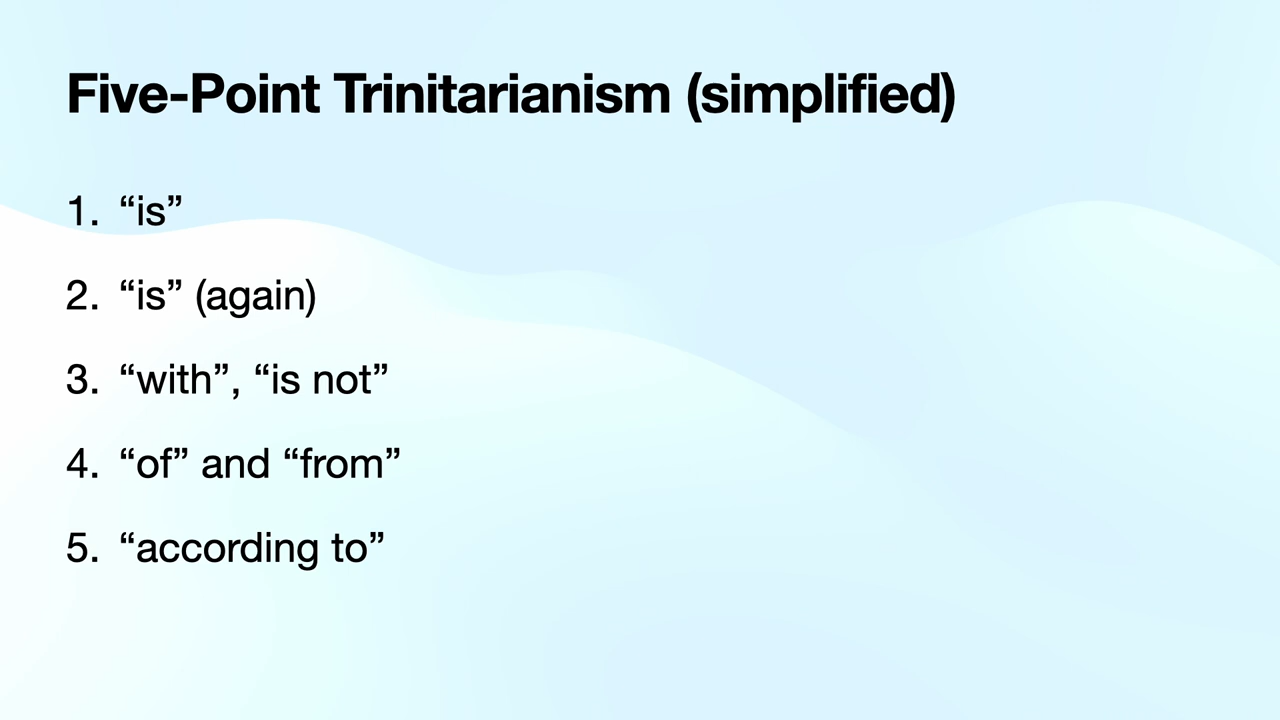 Five-Point Trinitarianism (simplified)
1. “is”
2. “is” (again)
3. “with”, “is not”
4. “of” and “from”
5. “according to”